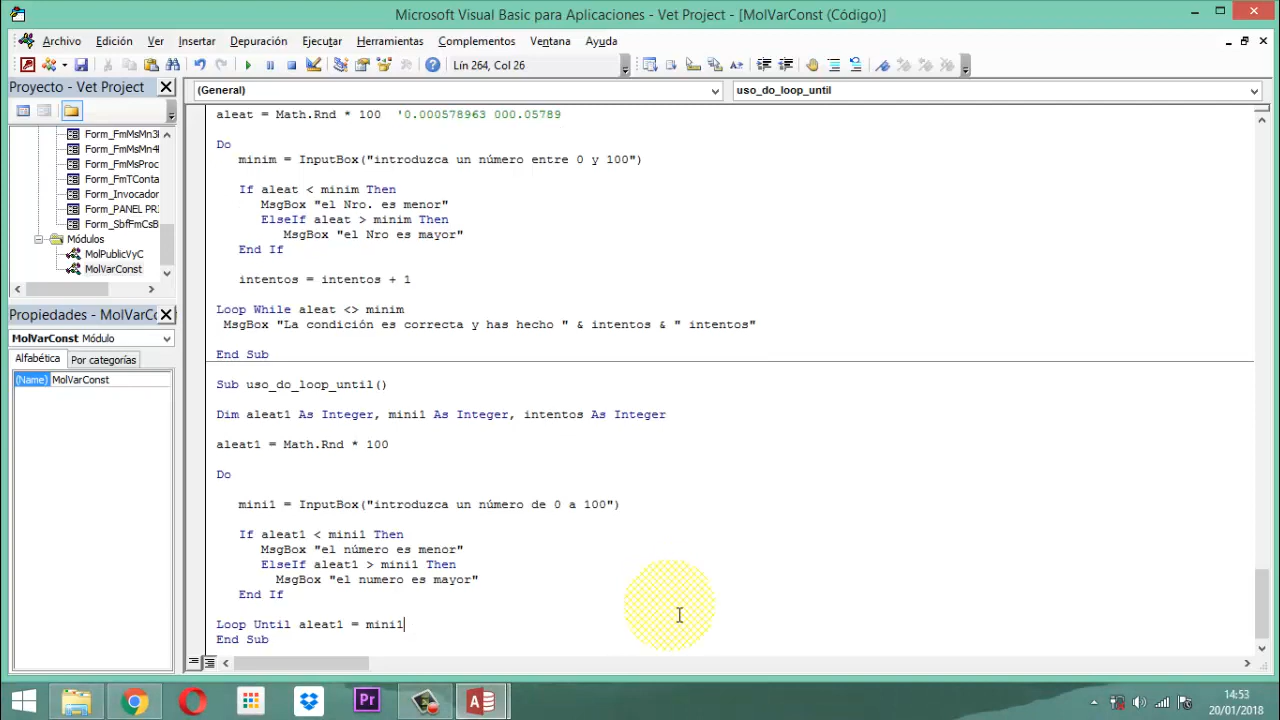 Microsoft Visual Basic para Aplicaciones - Vet Project - [MolVarConst (Código)]
Archivo Edición Ver Insertar Depuración Ejecutar Herramientas Complementos Ventana Ayuda
Lín 264, Col 26
Proyecto - Vet Project
Form_FmMsMn3
Form_FmMsMn4
Form_FmMsProc
Form_FmTConta
Form_Invocador
Form_PANEL PRI
Form_SbfFmCsB
Módulos
MolPublicVyC
MolVarConst
Propiedades - MolVarC
MolVarConst Módulo
Alfabética Por categorías
(Name) MolVarConst
(General) uso_do_loop_until
aleat = Math.Rnd * 100 '0.000578963 000.05789
Do
minim = InputBox("introduzca un número entre 0 y 100")
If aleat < minim Then
MsgBox "el Nro. es menor"
ElseIf aleat > minim Then
MsgBox "el Nro es mayor"
End If
intentos = intentos + 1
Loop While aleat <> minim
MsgBox "La condición es correcta y has hecho " & intentos & " intentos"
End Sub
Sub uso_do_loop_until()
Dim aleat1 As Integer, mini1 As Integer, intentos As Integer
aleat1 = Math.Rnd * 100
Do
mini1 = InputBox("introduzca un número de 0 a 100")
If aleat1 < mini1 Then
MsgBox "el número es menor"
ElseIf aleat1 > mini1 Then
MsgBox "el numero es mayor"
End If
Loop Until aleat1 = mini1
End Sub
Pr
14:53
20/01/2018